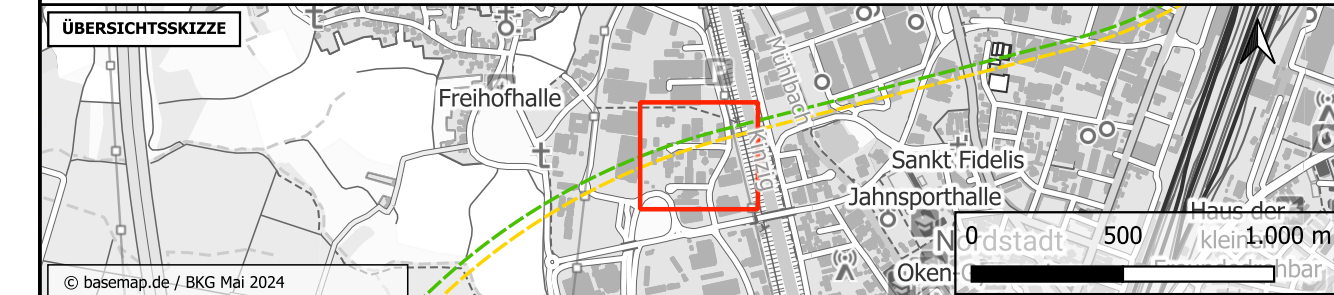 ÜBERSICHTSSKIZZE
Mühlbach
Freihofhalle
Kinzig
Sankt Fidelis
Jahnsporthalle
Haus der
Nordstadt
kleinen
0 500 1.000 m
Oken-
© basemap.de / BKG Mai 2024